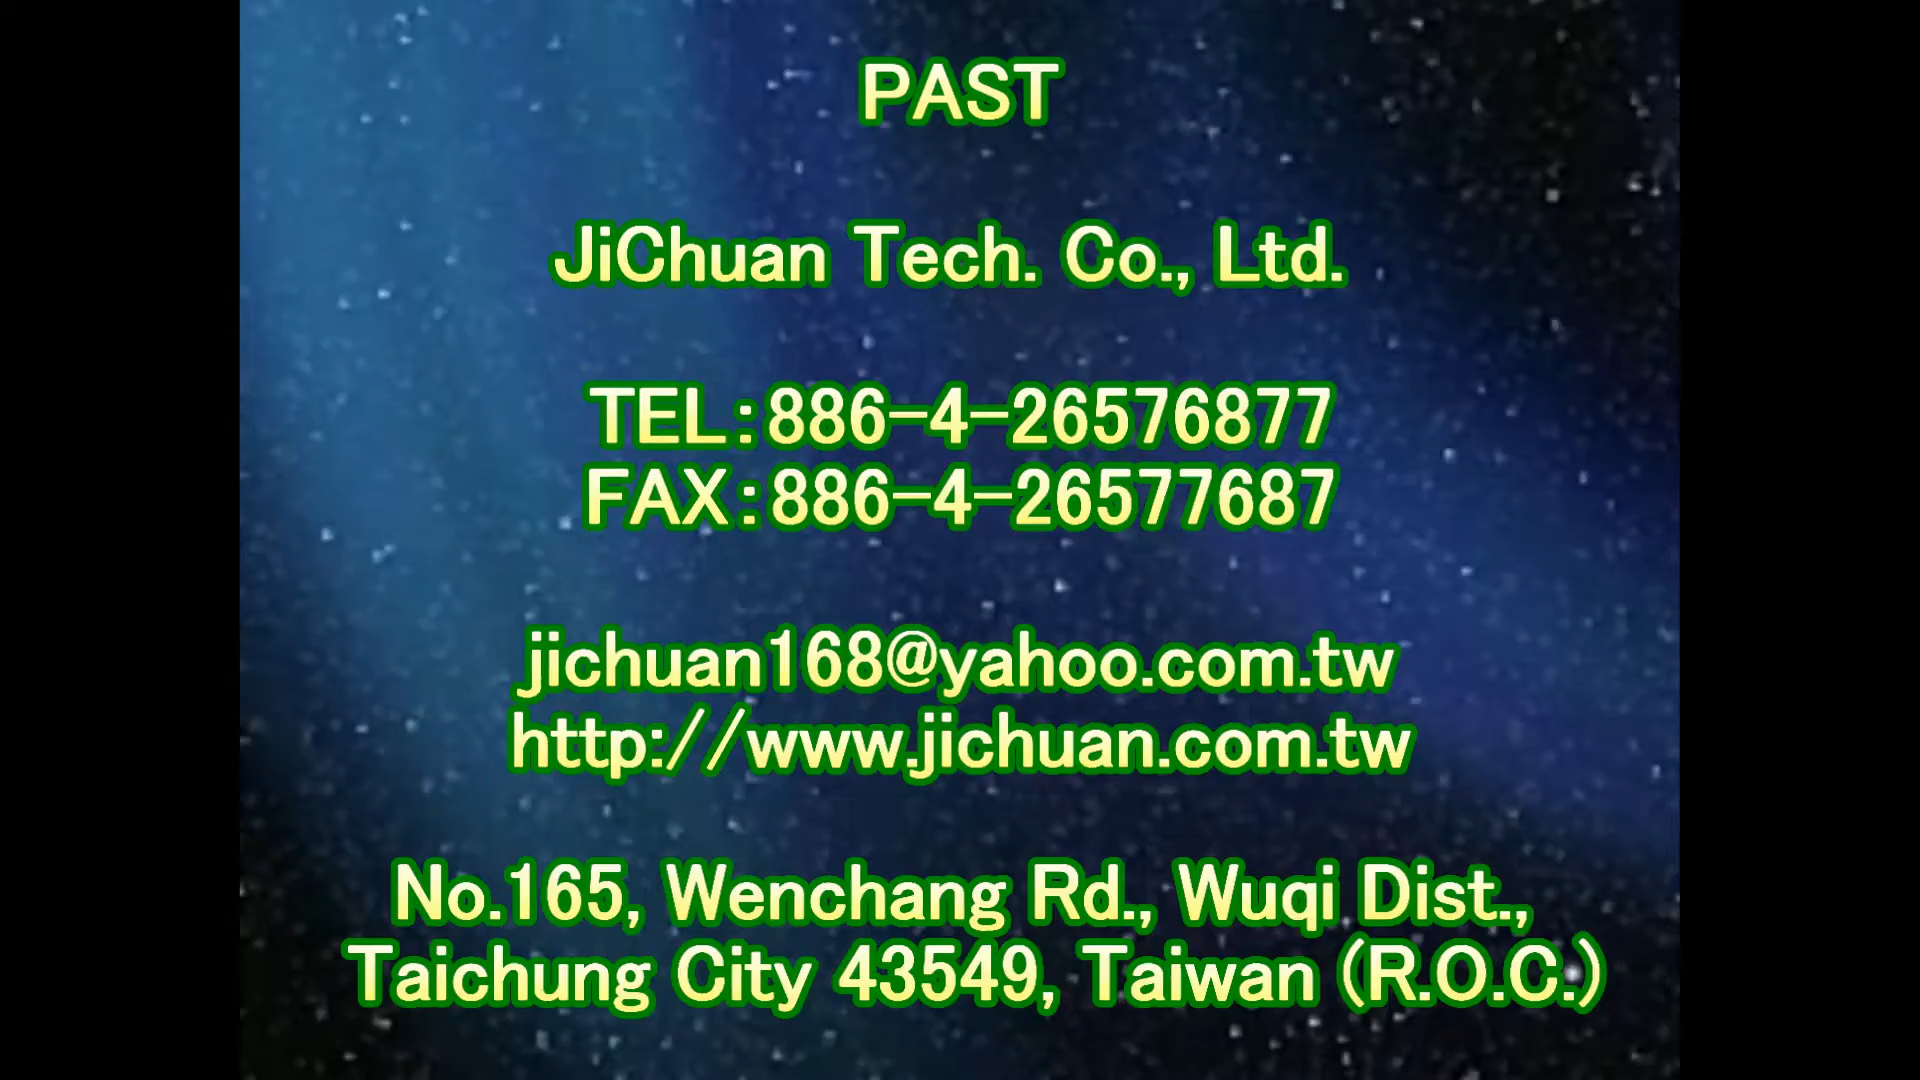 PAST
JiChuan Tech. Co., Ltd.
TEL:886-4-26576877
FAX:886-4-26577687
jichuan168@yahoo.com.tw
http://www.jichuan.com.tw
No.165, Wenchang Rd., Wuqi Dist.,
Taichung City 43549, Taiwan (R.O.C.)